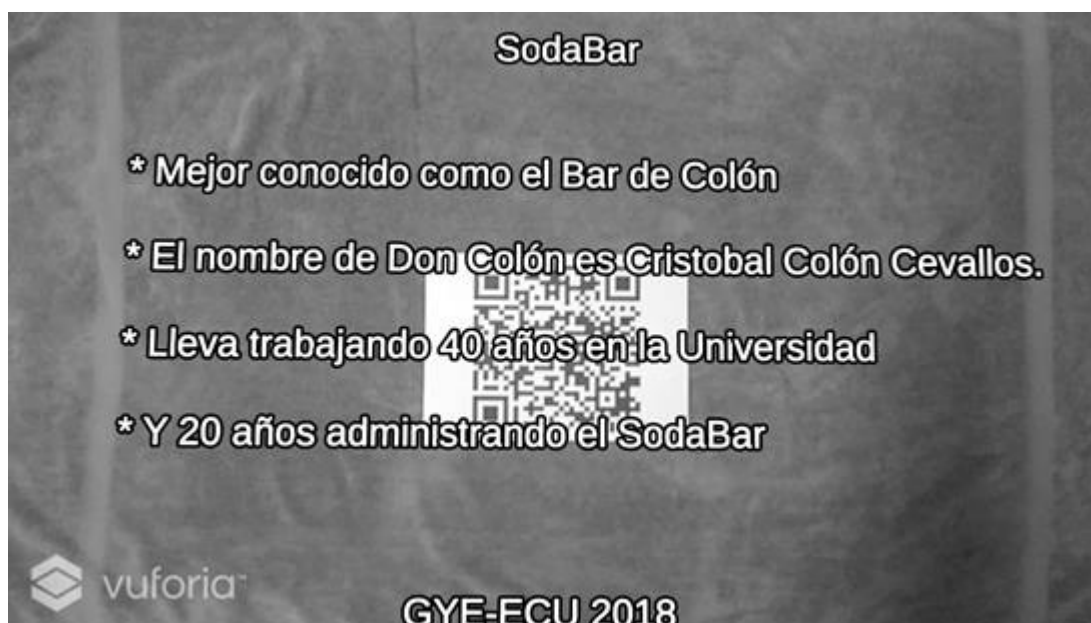 SodaBar
* Mejor conocido como el Bar de Colón
* El nombre de Don Colón es Cristobal Colón Cevallos.
* Lleva trabajando 40 años en la Universidad
* Y 20 años administrando el SodaBar
vuforia™
GYE-ECU 2018